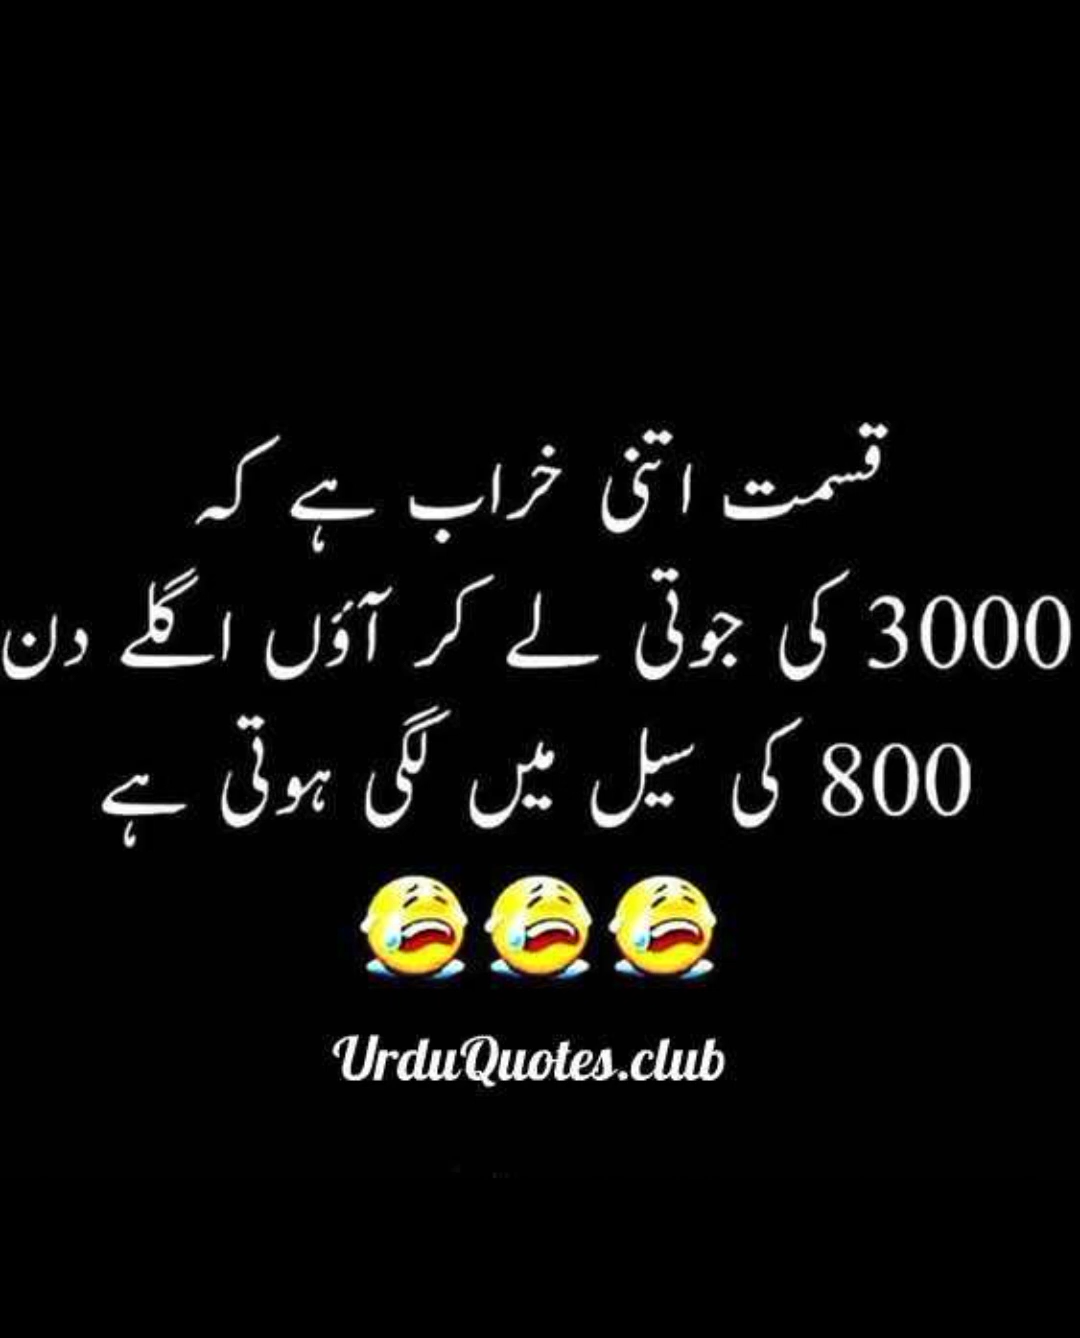 قسمت اتنی خراب ہے کہ
3000 کی جوتی لے کر آؤں اگلے دن
800 کی سیل میں لگی ہوتی ہے
UrduQuotes.club